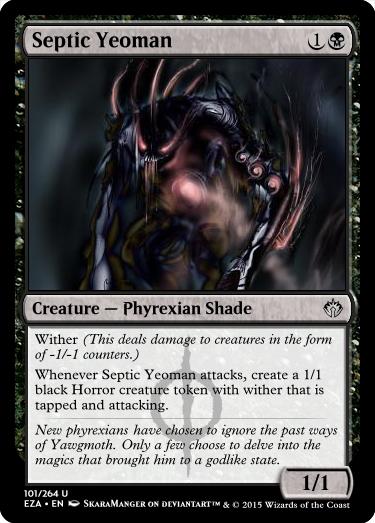 Septic Yeoman 1
Creature — Phyrexian Shade
Wither (This deals damage to creatures in the form
of -1/-1 counters.)
Whenever Septic Yeoman attacks, create a 1/1
black Horror creature token with wither that is
tapped and attacking.
New phyrexians have chosen to ignore the past ways
of Yawgmoth. Only a few choose to delve into the
magics that brought him to a godlike state.
1/1
101/264 U
EZA • EN SkaraManger on deviantart™ & © 2015 Wizards of the Coast